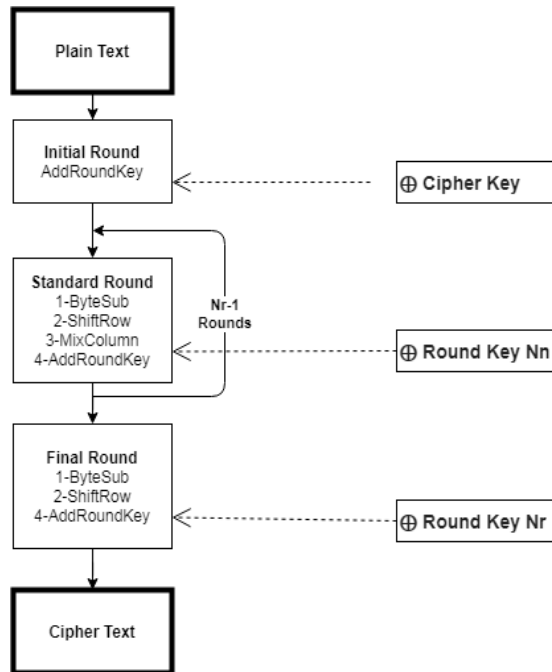 Plain Text
Initial Round
AddRoundKey
⊕ Cipher Key
Standard Round
1-ByteSub
2-ShiftRow
3-MixColumn
4-AddRoundKey
Nr-1
Rounds
⊕ Round Key Nn
Final Round
1-ByteSub
2-ShiftRow
4-AddRoundKey
⊕ Round Key Nr
Cipher Text